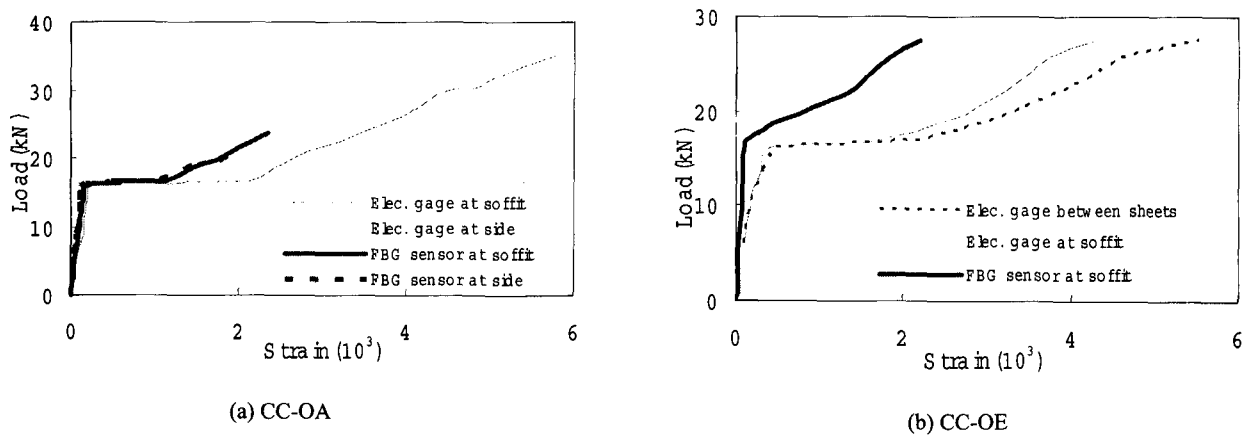 40
30
20
10
0
Load (kN)
0 2 4 6
Strain (10³)
Elec. gage at soffit
Elec. gage at side
FBG sensor at soffit
FBG sensor at side
(a) CC-OA
30
20
10
0
Load (kN)
0 2 4 6
Strain (10³)
Elec. gage between sheets
Elec. gage at soffit
FBG sensor at soffit
(b) CC-OE